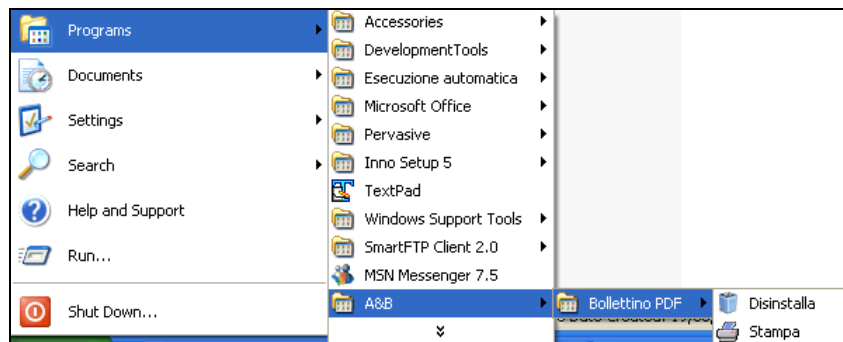 Programs
Documents
Settings
Search
Help and Support
Run...
Shut Down...
Accessories
DevelopmentTools
Esecuzione automatica
Microsoft Office
Pervasive
Inno Setup 5
TextPad
Windows Support Tools
SmartFTP Client 2.0
MSN Messenger 7.5
A&B
Bollettino PDF
Disinstalla
Stampa